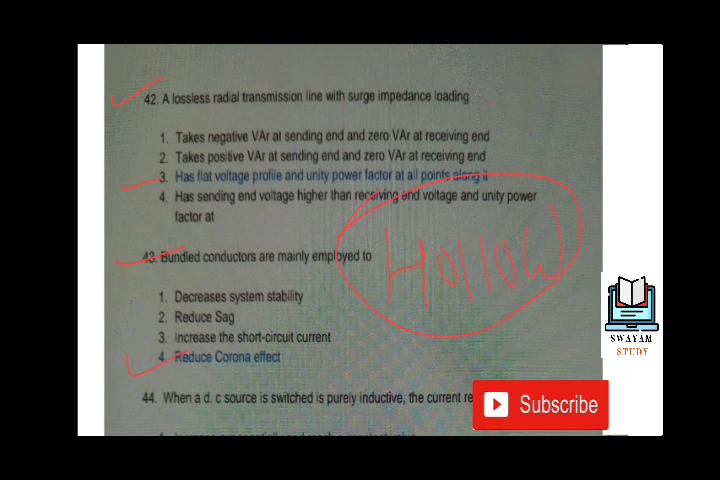 42. A lossless radial transmission line with surge impedance loading
1. Takes negative VAr at sending end and zero VAr at receiving end
2. Takes positive VAr at sending end and zero VAr at receiving end
3. Has flat voltage profile and unity power factor at all points along it
4. Has sending end voltage higher than receiving end voltage and unity power
factor at
HOllOW
43. Bundled conductors are mainly employed to
1. Decreases system stability
2. Reduce Sag
3. Increase the short-circuit current
4. Reduce Corona effect
SWAYAM
STUDY
44. When a d. c source is switched is purely inductive, the current
Subscribe